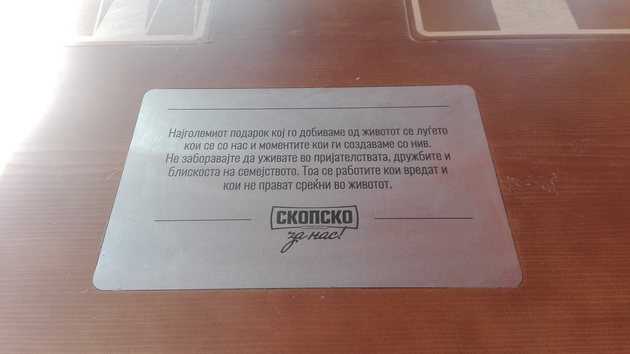 Најголемиот подарок кој го добиваме од животот се луѓето
кои се со нас и моментите кои ги создаваме со нив.
Не заборавајте да уживате во пријателствата, дружбите и
блискоста на семејството. Тоа се работите кои вредат и
кои не прават среќни во животот.
СКОПСКО
за нас!